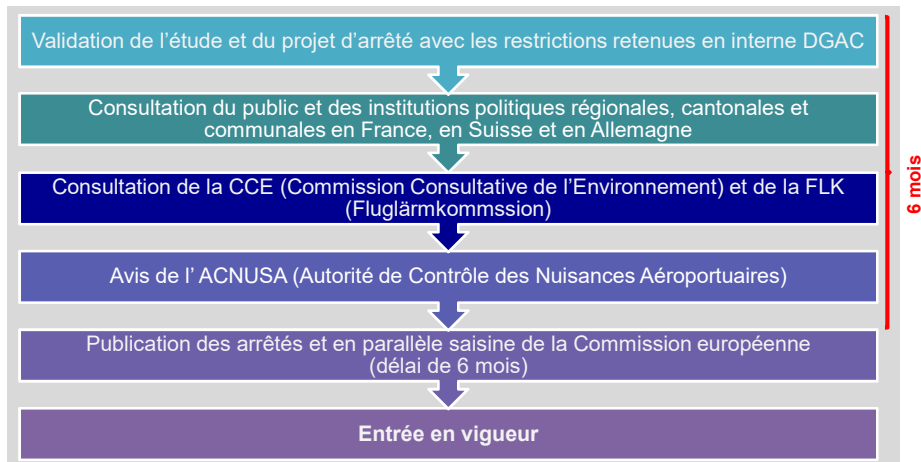 Validation de l'étude et du projet d'arrêté avec les restrictions retenues en interne DGAC
Consultation du public et des institutions politiques régionales, cantonales et
communales en France, en Suisse et en Allemagne
Consultation de la CCE (Commission Consultative de l'Environnement) et de la FLK
(Fluglärmkommssion)
Avis de l' ACNUSA (Autorité de Contrôle des Nuisances Aéroportuaires)
Publication des arrêtés et en parallèle saisine de la Commission européenne
(délai de 6 mois)
Entrée en vigueur
6 mois